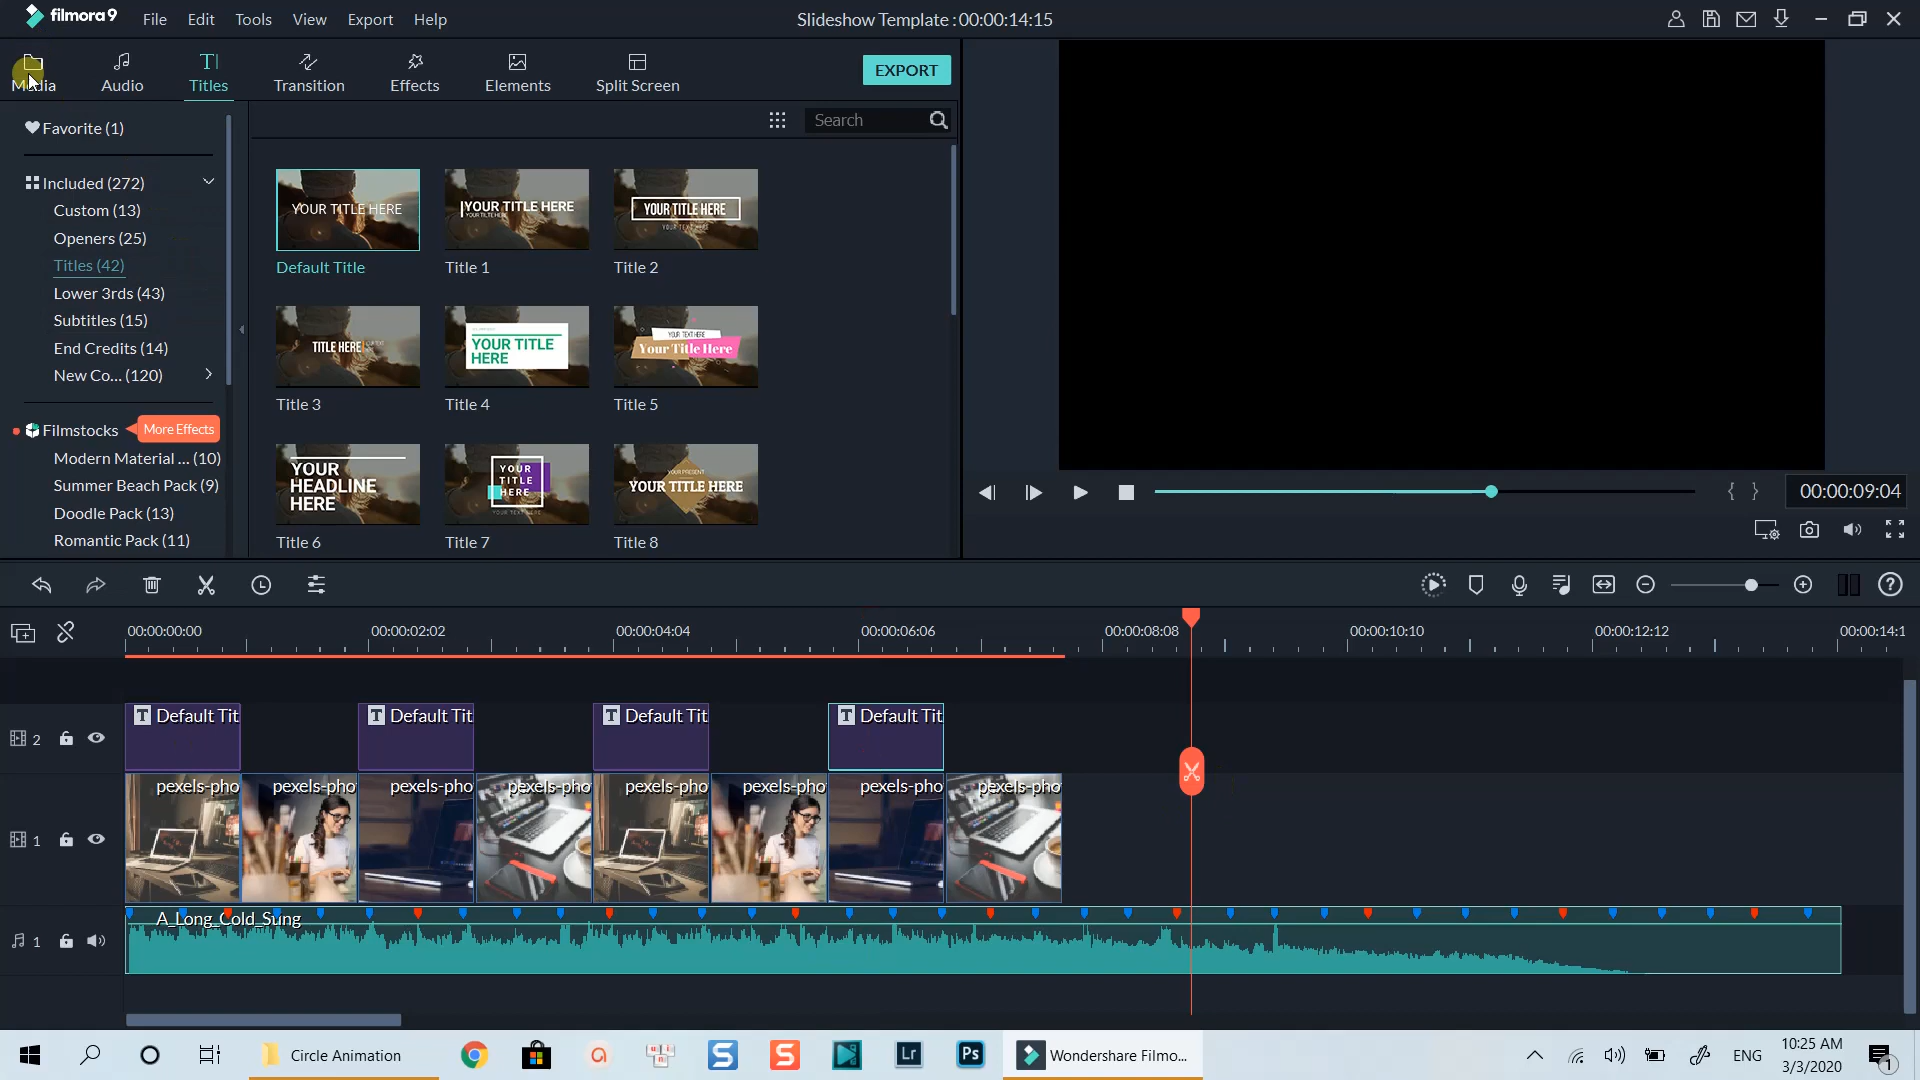 filmora9 File Edit Tools View Export Help Slideshow Template : 00:00:14:15
Media Audio Titles Transition Effects Elements Split Screen EXPORT
Favorite (1)
Search
Included (272)
Custom (13)
Openers (25)
Titles (42)
Lower 3rds (43)
Subtitles (15)
End Credits (14)
New Co... (120)
Filmstocks More Effects
Modern Material ... (10)
Summer Beach Pack (9)
Doodle Pack (13)
Romantic Pack (11)
YOUR TITLE HERE
YOUR TITLE HERE
YOUR TITLE HERE
Default Title Title 1 Title 2
TITLE HERE
YOUR TITLE HERE
YOUR TEXT HERE
Your Title Here
Title 3 Title 4 Title 5
YOUR HEADLINE HERE
YOUR TITLE HERE
YOUR TITLE HERE
Title 6 Title 7 Title 8
{ } 00:00:09:04
00:00:00:00 00:00:02:02 00:00:04:04 00:00:06:06 00:00:08:08 00:00:10:10 00:00:12:12 00:00:14:1
2 T Default Tit T Default Tit T Default Tit T Default Tit
1 pexels-pho pexels-pho pexels-pho pexels-pho pexels-pho pexels-pho pexels-pho pexels-pho
A_Long_Cold_Sung
1
Circle Animation S S Lr Ps Wondershare Filmo... ENG 10:25 AM
3/3/2020 1